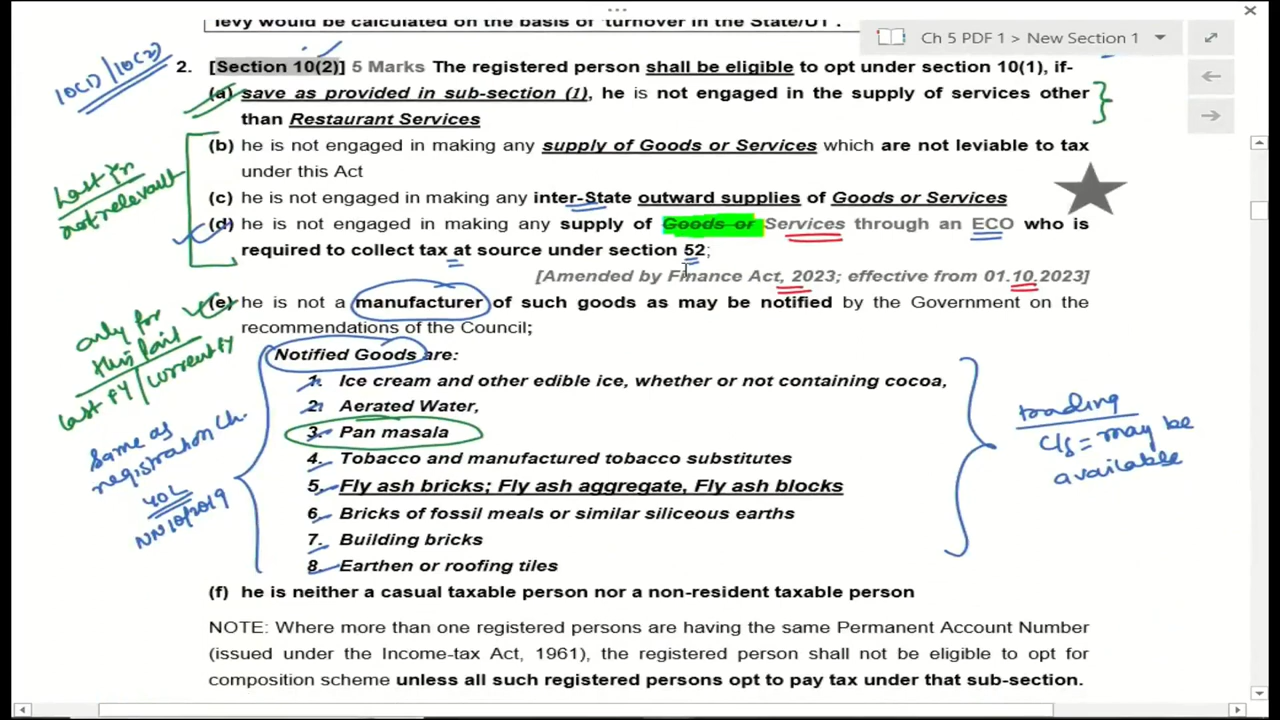 levy would be calculated on the basis of 'turnover in the State/UT'.
Ch 5 PDF 1 > New Section 1
10(1) / 10(2)
2. [Section 10(2)] 5 Marks The registered person shall be eligible to opt under section 10(1), if-
(a) save as provided in sub-section (1), he is not engaged in the supply of services other
than Restaurant Services
(b) he is not engaged in making any supply of Goods or Services which are not leviable to tax
under this Act
Last yr
not relevant
(c) he is not engaged in making any inter-State outward supplies of Goods or Services
(d) he is not engaged in making any supply of Goods or Services through an ECO who is
required to collect tax at source under section 52;
[Amended by Finance Act, 2023; effective from 01.10.2023]
(e) he is not a manufacturer of such goods as may be notified by the Government on the
recommendations of the Council;
only for
this point
last PY / current FY
Notified Goods are:
1. Ice cream and other edible ice, whether or not containing cocoa,
2. Aerated Water,
3. Pan masala
4. Tobacco and manufactured tobacco substitutes
5. Fly ash bricks; Fly ash aggregate, Fly ash blocks
6. Bricks of fossil meals or similar siliceous earths
7. Building bricks
8. Earthen or roofing tiles
Same as
registration Ch.
40L
NN 10/2019
trading
C/S = may be
available
(f) he is neither a casual taxable person nor a non-resident taxable person
NOTE: Where more than one registered persons are having the same Permanent Account Number
(issued under the Income-tax Act, 1961), the registered person shall not be eligible to opt for
composition scheme unless all such registered persons opt to pay tax under that sub-section.